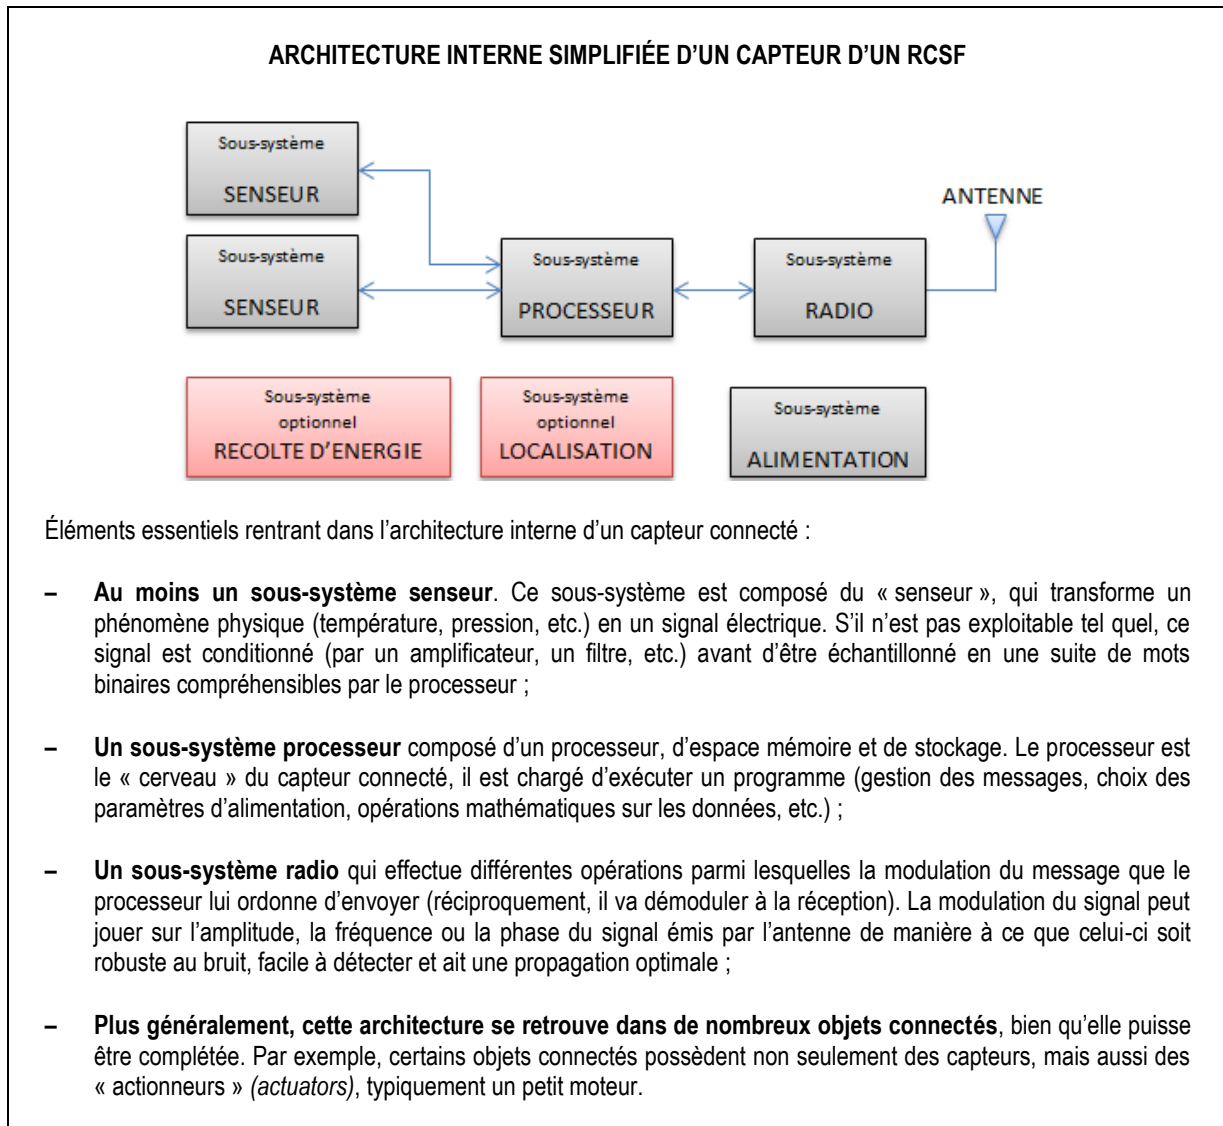 ARCHITECTURE INTERNE SIMPLIFIÉE D’UN CAPTEUR D’UN RCSF
Sous-système
SENSEUR
ANTENNE
Sous-système
SENSEUR
Sous-système
PROCESSEUR
Sous-système
RADIO
Sous-système
optionnel
RECOLTE D’ENERGIE
Sous-système
optionnel
LOCALISATION
Sous-système
ALIMENTATION
Éléments essentiels rentrant dans l’architecture interne d’un capteur connecté :
– Au moins un sous-système senseur. Ce sous-système est composé du « senseur », qui transforme un
phénomène physique (température, pression, etc.) en un signal électrique. S’il n’est pas exploitable tel quel, ce
signal est conditionné (par un amplificateur, un filtre, etc.) avant d’être échantillonné en une suite de mots
binaires compréhensibles par le processeur ;
– Un sous-système processeur composé d’un processeur, d’espace mémoire et de stockage. Le processeur est
le « cerveau » du capteur connecté, il est chargé d’exécuter un programme (gestion des messages, choix des
paramètres d’alimentation, opérations mathématiques sur les données, etc.) ;
– Un sous-système radio qui effectue différentes opérations parmi lesquelles la modulation du message que le
processeur lui ordonne d’envoyer (réciproquement, il va démoduler à la réception). La modulation du signal peut
jouer sur l’amplitude, la fréquence ou la phase du signal émis par l’antenne de manière à ce que celui-ci soit
robuste au bruit, facile à détecter et ait une propagation optimale ;
– Plus généralement, cette architecture se retrouve dans de nombreux objets connectés, bien qu’elle puisse
être complétée. Par exemple, certains objets connectés possèdent non seulement des capteurs, mais aussi des
« actionneurs » (actuators), typiquement un petit moteur.